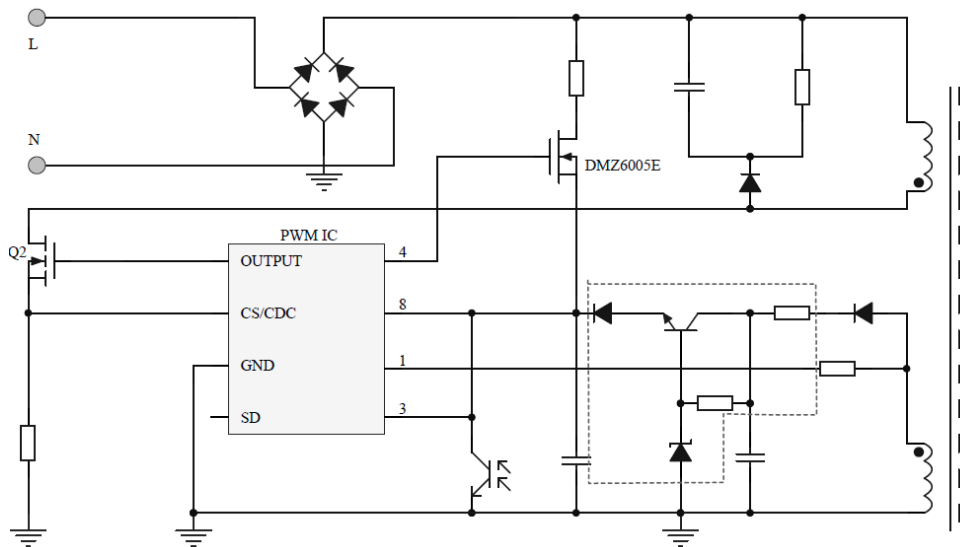 L
N
DMZ6005E
PWM IC
Q2
OUTPUT
4
CS/CDC
8
GND
1
SD
3